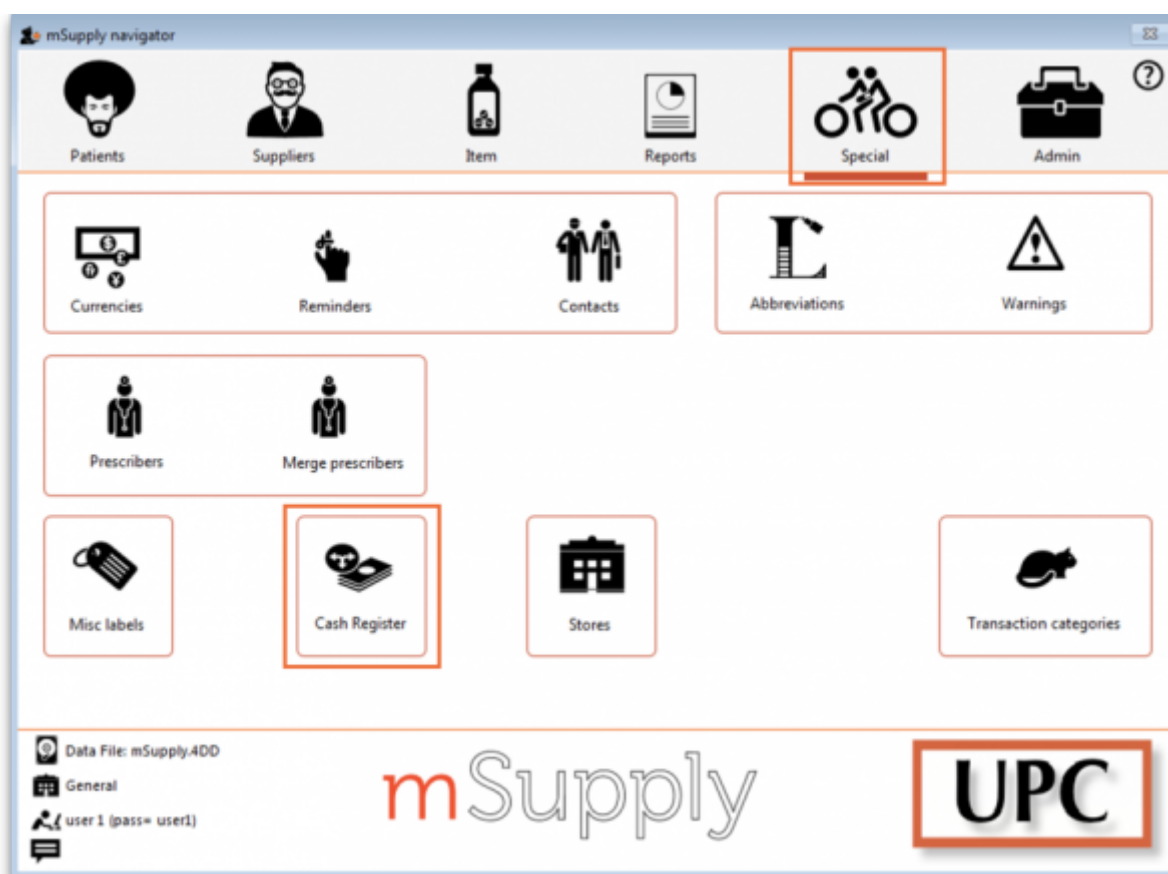 mSupply navigator
Patients Suppliers Item Reports Special Admin ?
Currencies Reminders Contacts Abbreviations Warnings
Prescribers Merge prescribers
Misc labels Cash Register Stores Transaction categories
Data File: mSupply.4DD
General
user 1 (pass= user1)
mSupply
UPC